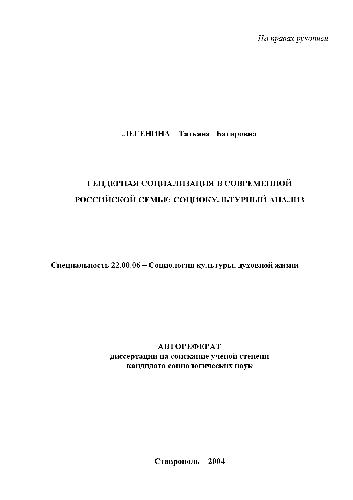 На правах рукописи
ЛЕГЕНИНА Татьяна Багировна
ГЕНДЕРНАЯ СОЦИАЛИЗАЦИЯ В СОВРЕМЕННОЙ
РОССИЙСКОЙ СЕМЬЕ: СОЦИОКУЛЬТУРНЫЙ АНАЛИЗ
Специальность 22.00.06 – Социология культуры, духовной жизни
АВТОРЕФЕРАТ
диссертации на соискание ученой степени
кандидата социологических наук
Ставрополь – 2004